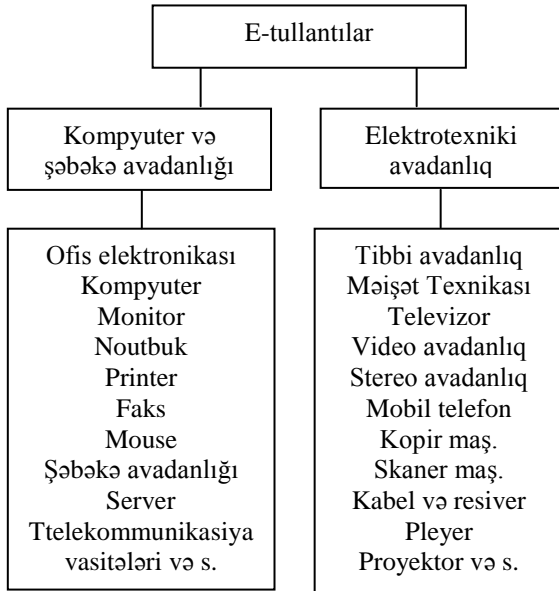 E-tullantılar
Kompyuter və
şəbəkə avadanlığı
Elektrotexniki
avadanlıq
Ofis elektronikası
Kompyuter
Monitor
Noutbuk
Printer
Faks
Mouse
Şəbəkə avadanlığı
Server
Ttelekommunikasiya
vasitələri və s.
Tibbi avadanlıq
Məişət Texnikası
Televizor
Video avadanlıq
Stereo avadanlıq
Mobil telefon
Kopir maş.
Skaner maş.
Kabel və resiver
Pleyer
Proyektor və s.